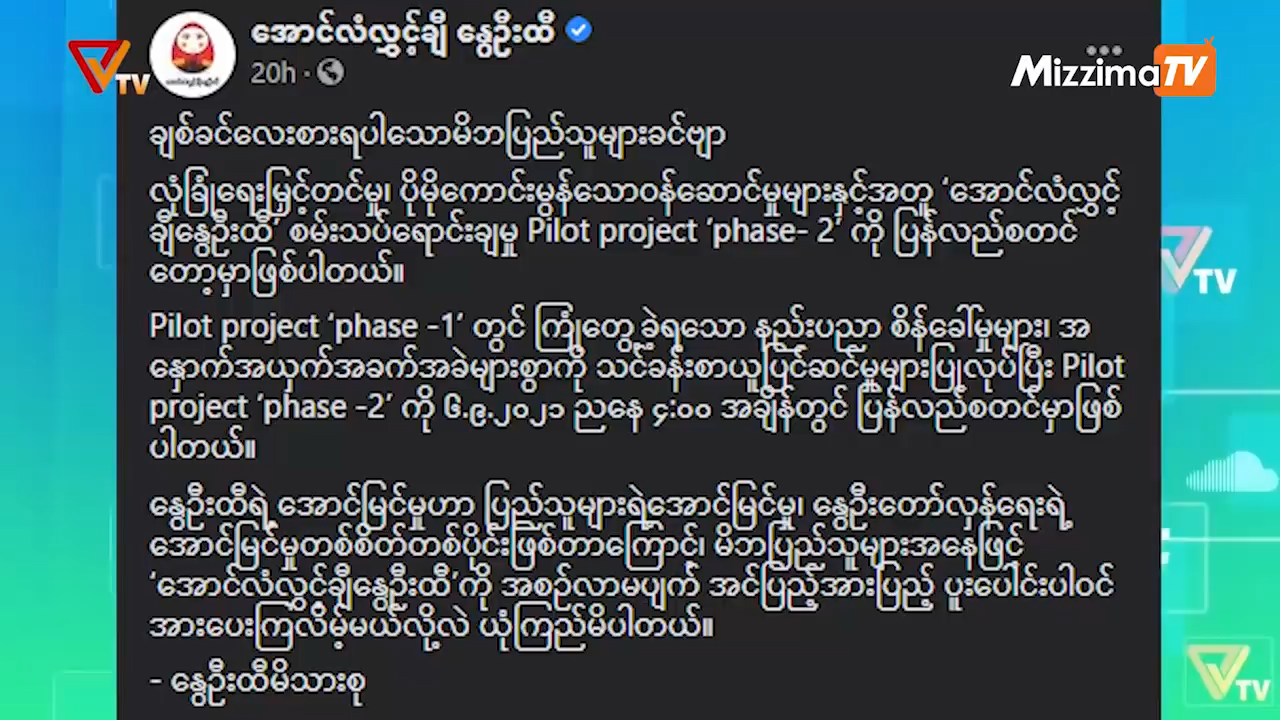 အောင်လံလွှင့်ချီ နွေဦးထီ
20h
TV
MizzimaTV
ချစ်ခင်လေးစားရပါသောမိဘပြည်သူများခင်ဗျာ
လုံခြုံရေးမြှင့်တင်မှု၊ ပိုမိုကောင်းမွန်သောဝန်ဆောင်မှုများနှင့်အတူ ‘အောင်လံလွှင့်
ချီနွေဦးထီ’ စမ်းသပ်ရောင်းချမှု Pilot project ‘phase- 2’ ကို ပြန်လည်စတင်
တော့မှာဖြစ်ပါတယ်။
Pilot project ‘phase -1’ တွင် ကြုံတွေ့ခဲ့ရသော နည်းပညာ စိန်ခေါ်မှုများ၊ အ
နှောက်အယှက်အခက်အခဲများစွာကို သင်ခန်းစာယူပြင်ဆင်မှုများပြုလုပ်ပြီး Pilot
project ‘phase -2’ ကို ၆.၉.၂၀၂၁ ညနေ ၄:၀၀ အချိန်တွင် ပြန်လည်စတင်မှာဖြစ်
ပါတယ်။
နွေဦးထီရဲ့ အောင်မြင်မှုဟာ ပြည်သူများရဲ့အောင်မြင်မှု၊ နွေဦးတော်လှန်ရေးရဲ့
အောင်မြင်မှုတစ်စိတ်တစ်ပိုင်းဖြစ်တာကြောင့်၊ မိဘပြည်သူများအနေဖြင့်
‘အောင်လံလွှင့်ချီနွေဦးထီ’ကို အစဉ်လာမပျက် အင်ပြည့်အားပြည့် ပူးပေါင်းပါဝင်
အားပေးကြလိမ့်မယ်လို့လဲ ယုံကြည်မိပါတယ်။
- နွေဦးထီမိသားစု
TV
TV